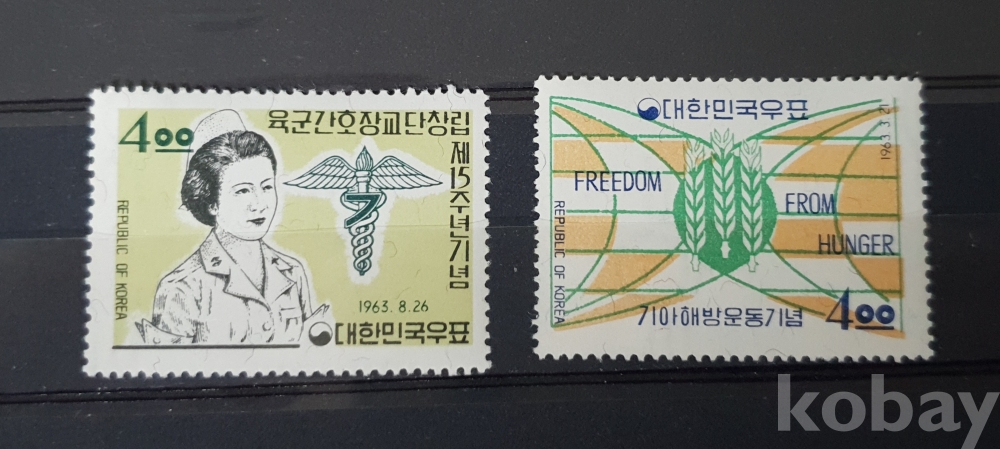 4.00
육군간호장교단창립
제15주년기념
REPUBLIC OF KOREA
1963. 8. 26
대한민국우표
대한민국우표
1963. 3. 21
FREEDOM
FROM
HUNGER
REPUBLIC OF KOREA
기아해방운동기념
4.00
kobay